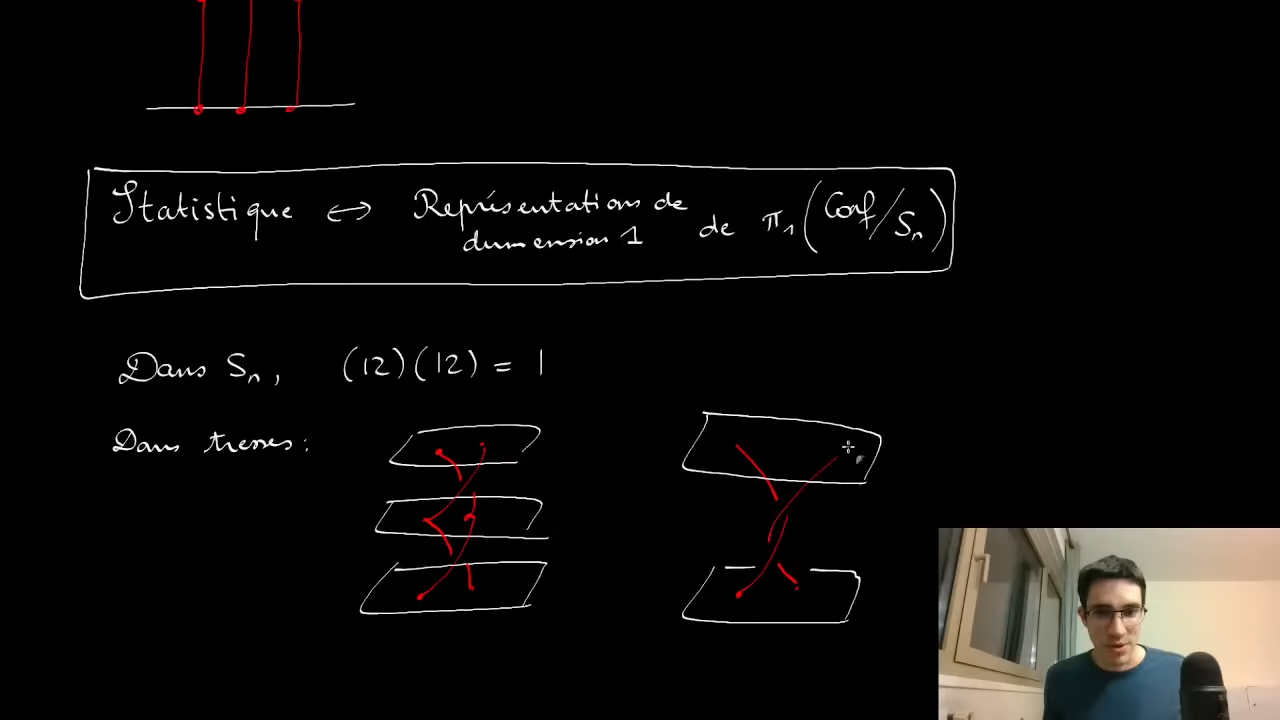 Statistique ↔ Représentations de dimension 1 de π₁(Conf/Sₙ)
Dans Sₙ, (12)(12) = 1
Dans tresses: